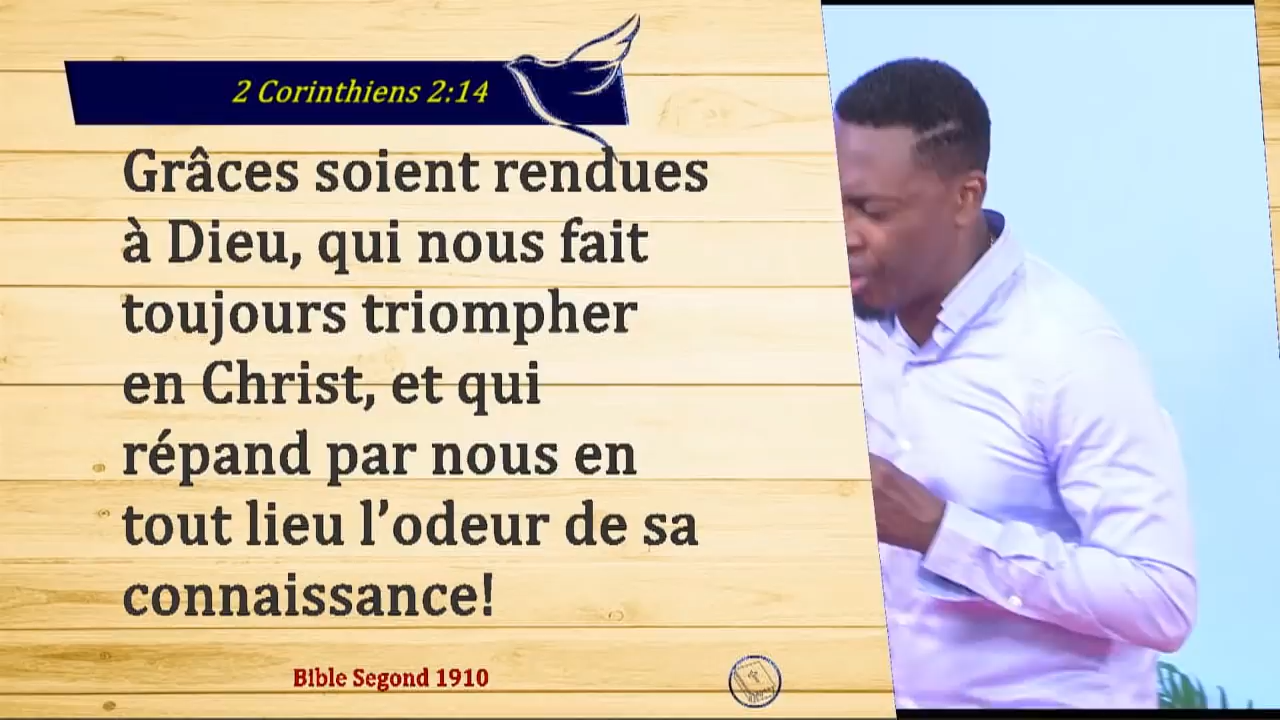 2 Corinthiens 2:14
Grâces soient rendues
à Dieu, qui nous fait
toujours triompher
en Christ, et qui
répand par nous en
tout lieu l’odeur de sa
connaissance!
Bible Segond 1910